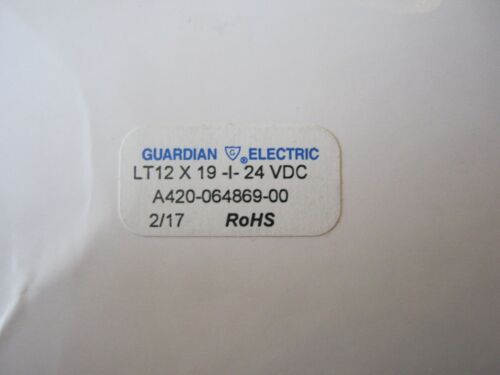 GUARDIAN G ® ELECTRIC
LT12 X 19 -I- 24 VDC
A420-064869-00
2/17 RoHS